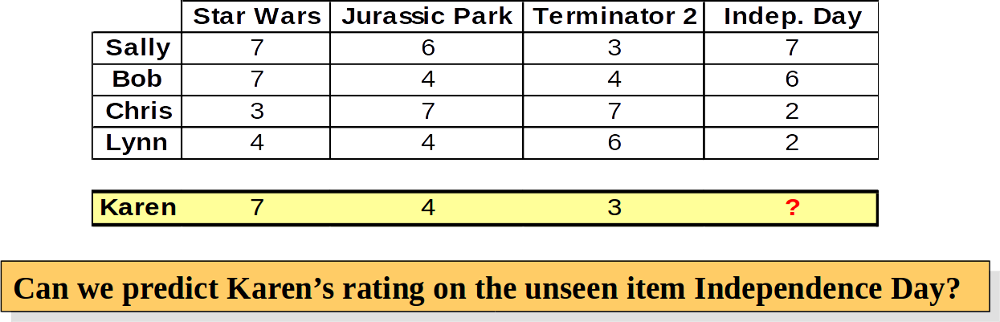 Star Wars Jurassic Park Terminator 2 Indep. Day
Sally 7 6 3 7
Bob 7 4 4 6
Chris 3 7 7 2
Lynn 4 4 6 2
Karen 7 4 3 ?
Can we predict Karen’s rating on the unseen item Independence Day?